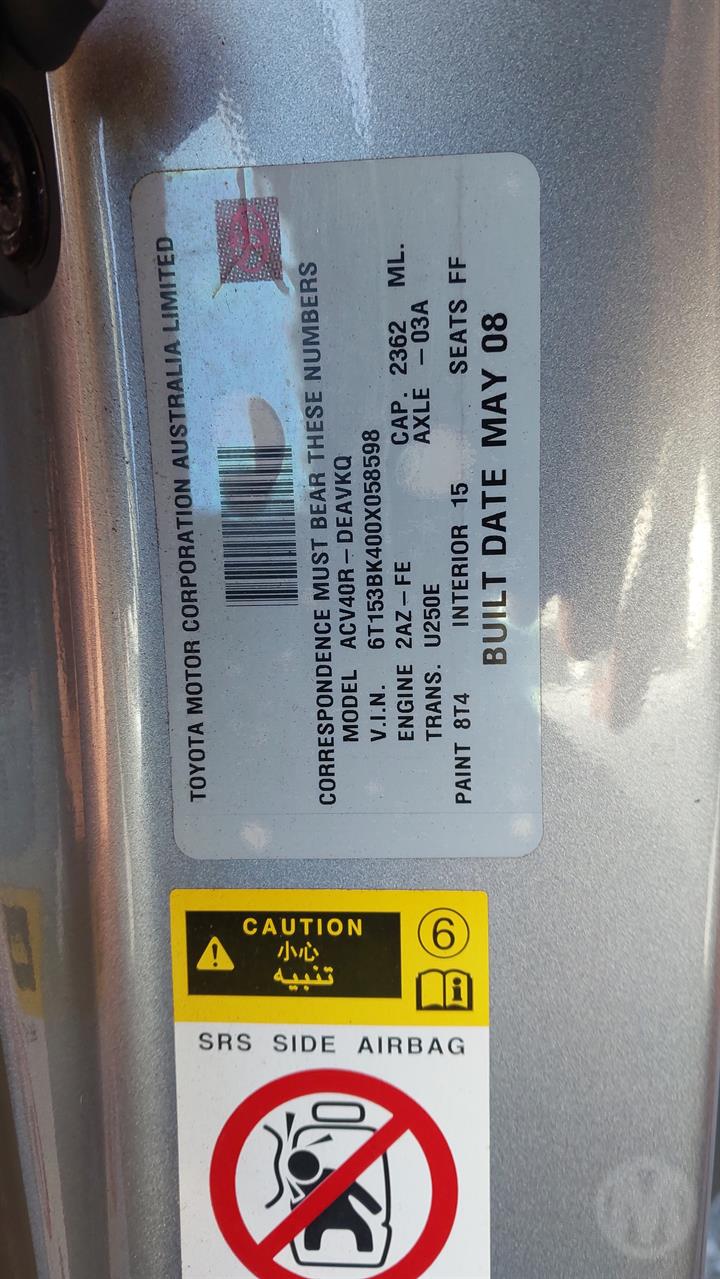 TOYOTA MOTOR CORPORATION AUSTRALIA LIMITED
CORRESPONDENCE MUST BEAR THESE NUMBERS
MODEL ACV40R-DEAVKQ
V.I.N. 6T153BK400X058598
ENGINE 2AZ-FE CAP. 2362 ML.
TRANS. U250E AXLE -03A
PAINT 8T4 INTERIOR 15 SEATS FF
BUILT DATE MAY 08
CAUTION
小心
تنبيه
6
SRS SIDE AIRBAG